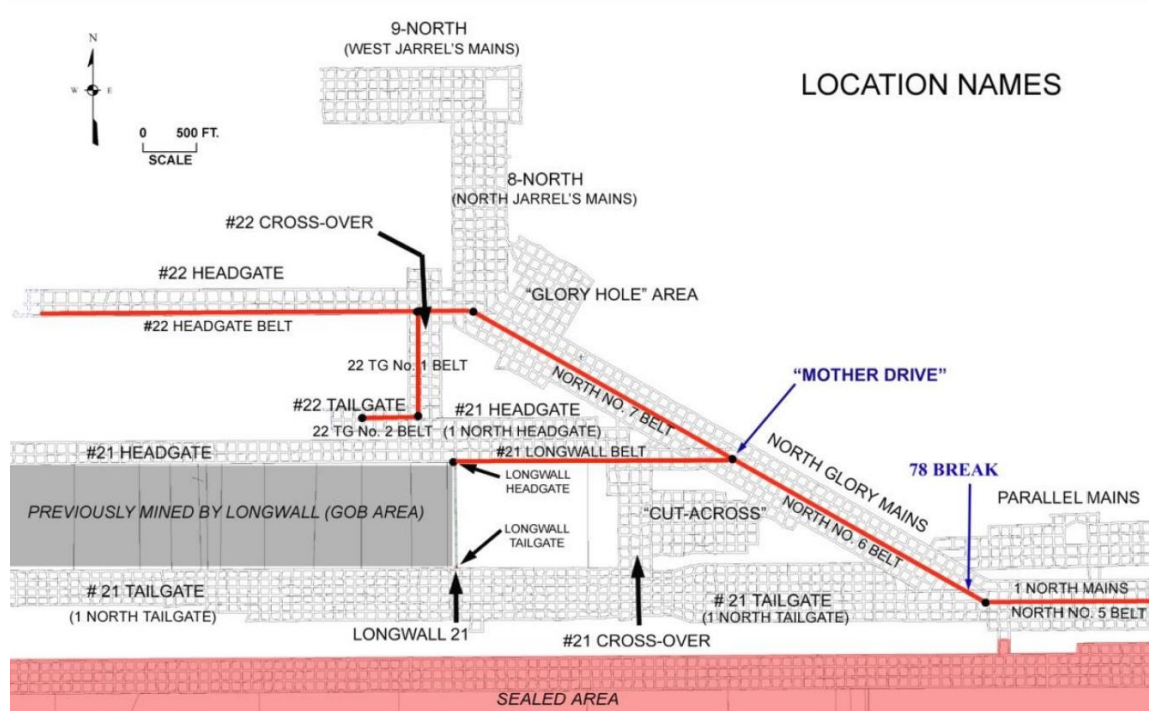 9-NORTH
(WEST JARREL'S MAINS)
LOCATION NAMES
N
W E
0 500 FT.
SCALE
8-NORTH
(NORTH JARREL'S MAINS)
#22 CROSS-OVER
#22 HEADGATE
"GLORY HOLE" AREA
#22 HEADGATE BELT
22 TG No. 1 BELT
NORTH NO. 7 BELT
"MOTHER DRIVE"
#22 TAILGATE
22 TG No. 2 BELT
#21 HEADGATE
(1 NORTH HEADGATE)
#21 HEADGATE
#21 LONGWALL BELT
LONGWALL
HEADGATE
NORTH GLORY MAINS
78 BREAK
PARALLEL MAINS
PREVIOUSLY MINED BY LONGWALL (GOB AREA)
"CUT-ACROSS"
NORTH NO. 6 BELT
LONGWALL
TAILGATE
# 21 TAILGATE
(1 NORTH TAILGATE)
# 21 TAILGATE
(1 NORTH TAILGATE)
1 NORTH MAINS
NORTH NO. 5 BELT
LONGWALL 21
#21 CROSS-OVER
SEALED AREA